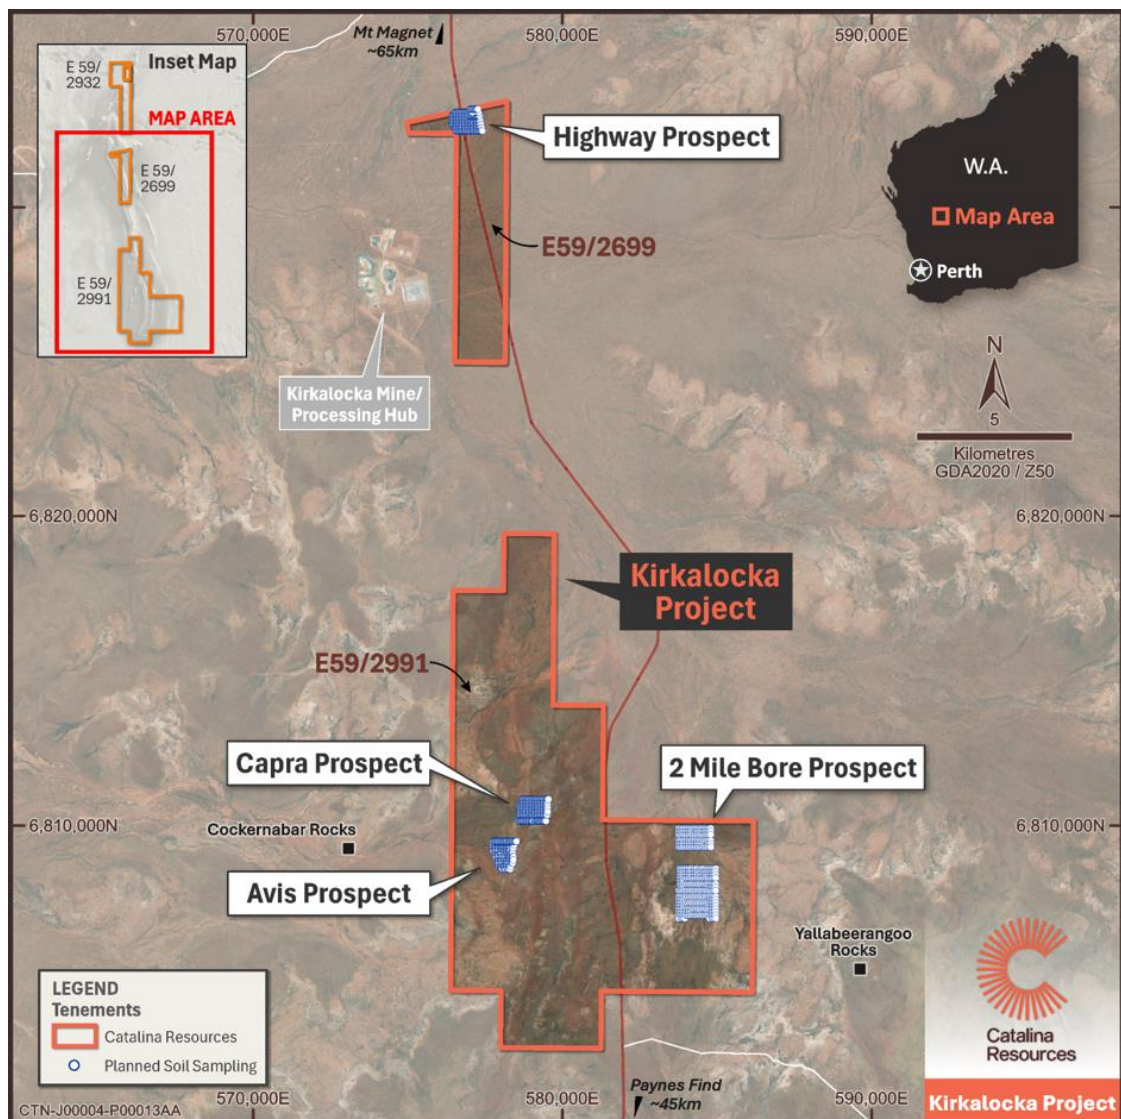 570,000E
Mt Magnet
~65km
580,000E
590,000E
Inset Map
E 59/
2932
MAP AREA
E 59/
2699
E 59/
2991
Highway Prospect
W.A.
Map Area
Perth
E59/2699
Kirkalocka Mine/
Processing Hub
N
5
Kilometres
GDA2020 / Z50
6,820,000N
6,820,000N
Kirkalocka
Project
E59/2991
Capra Prospect
2 Mile Bore Prospect
6,810,000N
6,810,000N
Cockernabar Rocks
Avis Prospect
Yallabeerangoo
Rocks
LEGEND
Tenements
Catalina Resources
Planned Soil Sampling
Catalina
Resources
570,000E
580,000E
590,000E
Paynes Find
~45km
CTN-J00004-P00013AA
Kirkalocka Project